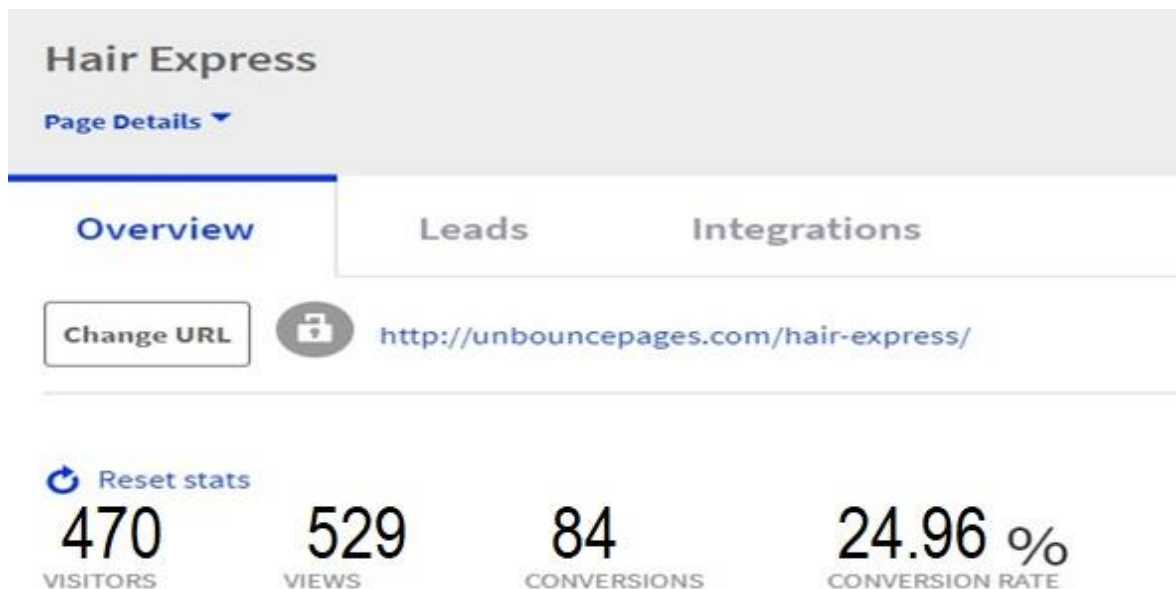 Hair Express
Page Details
Overview Leads Integrations
Change URL http://unbouncepages.com/hair-express/
Reset stats
470 529 84 24.96 %
VISITORS VIEWS CONVERSIONS CONVERSION RATE